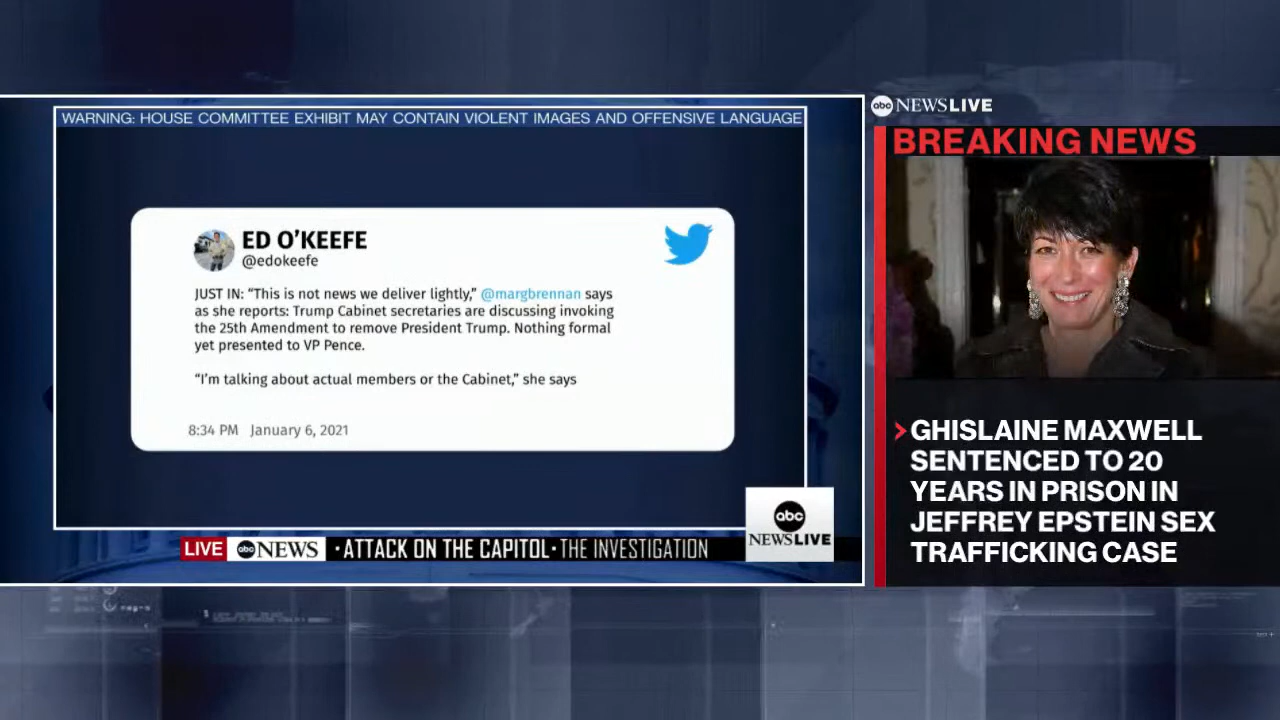 WARNING: HOUSE COMMITTEE EXHIBIT MAY CONTAIN VIOLENT IMAGES AND OFFENSIVE LANGUAGE
ED O'KEEFE
@edokeefe
JUST IN: “This is not news we deliver lightly,” @margbrennan says
as she reports: Trump Cabinet secretaries are discussing invoking
the 25th Amendment to remove President Trump. Nothing formal
yet presented to VP Pence.
“I'm talking about actual members or the Cabinet,” she says
8:34 PM January 6, 2021
abc
NEWSLIVE
LIVE abc NEWS ·ATTACK ON THE CAPITOL·THE INVESTIGATION
abc NEWSLIVE
BREAKING NEWS
GHISLAINE MAXWELL
SENTENCED TO 20
YEARS IN PRISON IN
JEFFREY EPSTEIN SEX
TRAFFICKING CASE